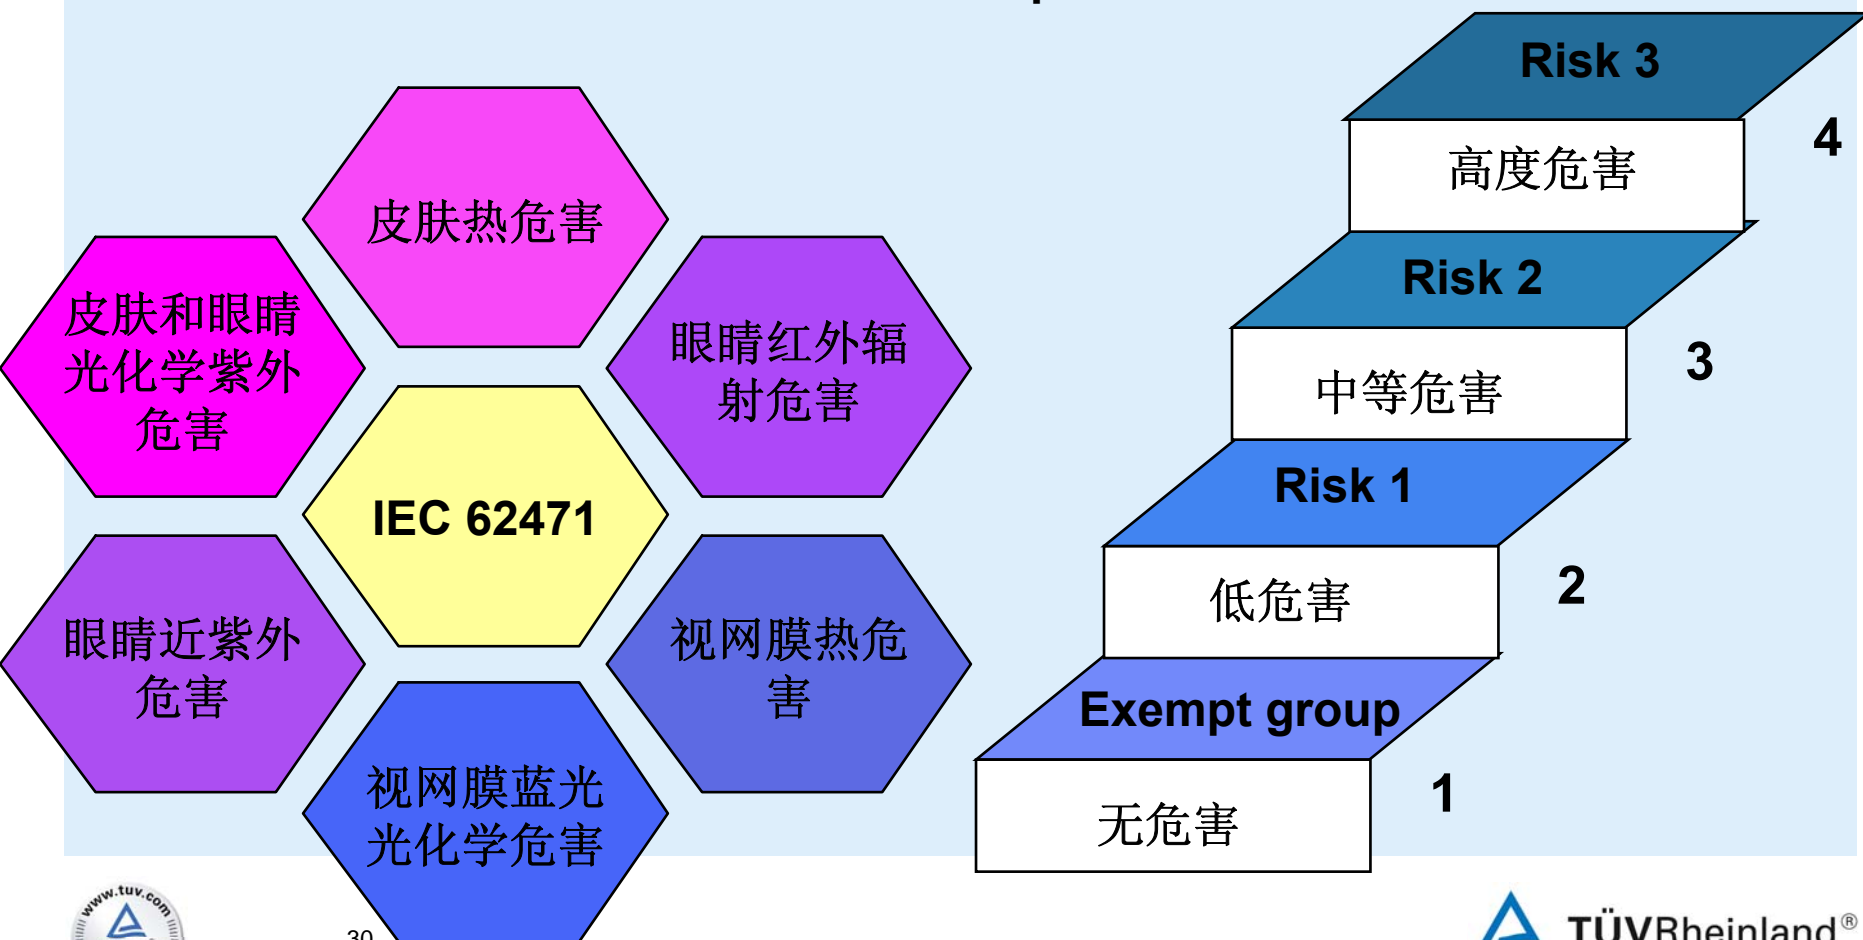 皮肤热危害
皮肤和眼睛
光化学紫外
危害
眼睛红外辐
射危害
IEC 62471
眼睛近紫外
危害
视网膜热危
害
视网膜蓝光
光化学危害
Risk 3
高度危害
4
Risk 2
中等危害
3
Risk 1
低危害
2
Exempt group
无危害
1
www.tuv.com
30
TÜVRheinland®